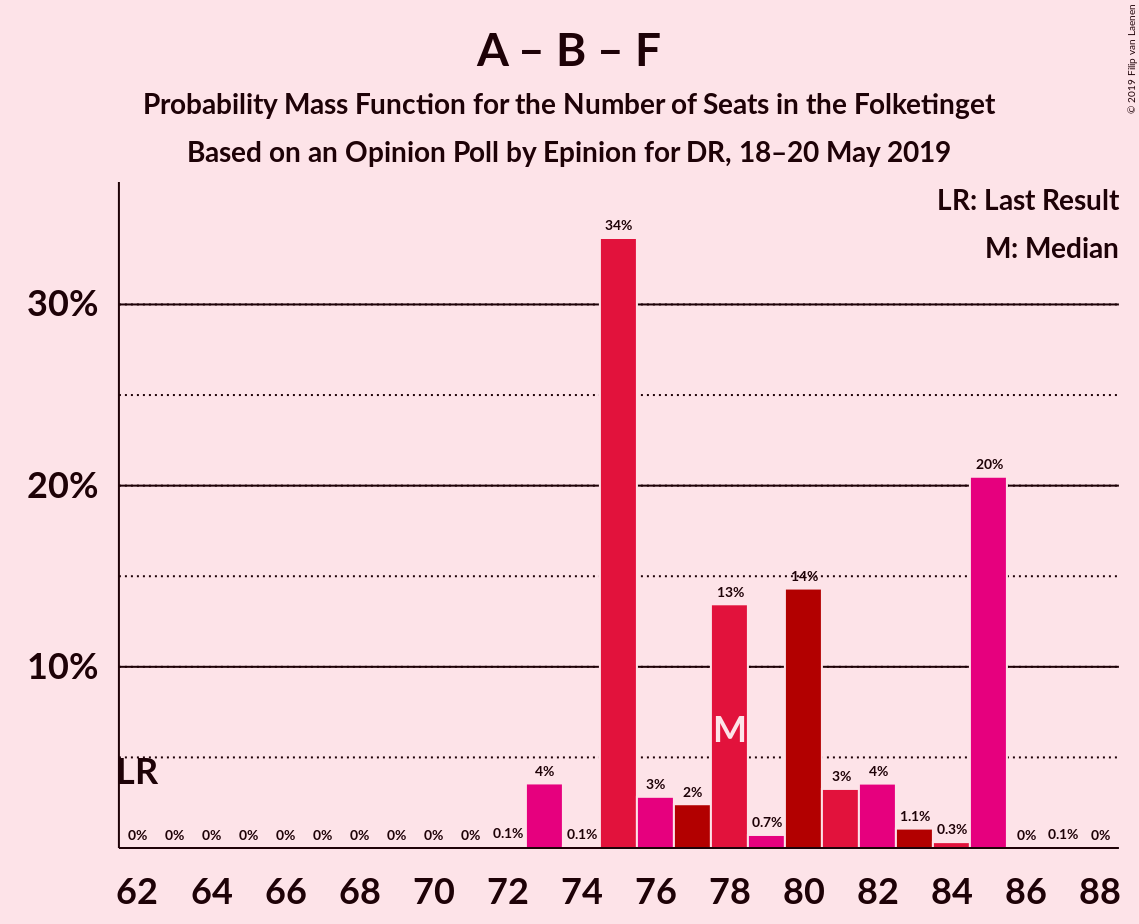 A – B – F
Probability Mass Function for the Number of Seats in the Folketinget
Based on an Opinion Poll by Epinion for DR, 18–20 May 2019
© 2019 Filip van Laenen
LR: Last Result
M: Median
30%
20%
10%
34%
20%
14%
13%
M
LR
4%
3%
2%
3%
4%
0.7%
1.1%
0.3%
0% 0% 0% 0% 0% 0% 0% 0% 0% 0% 0.1% 0.1% 0% 0.1% 0%
62 64 66 68 70 72 74 76 78 80 82 84 86 88